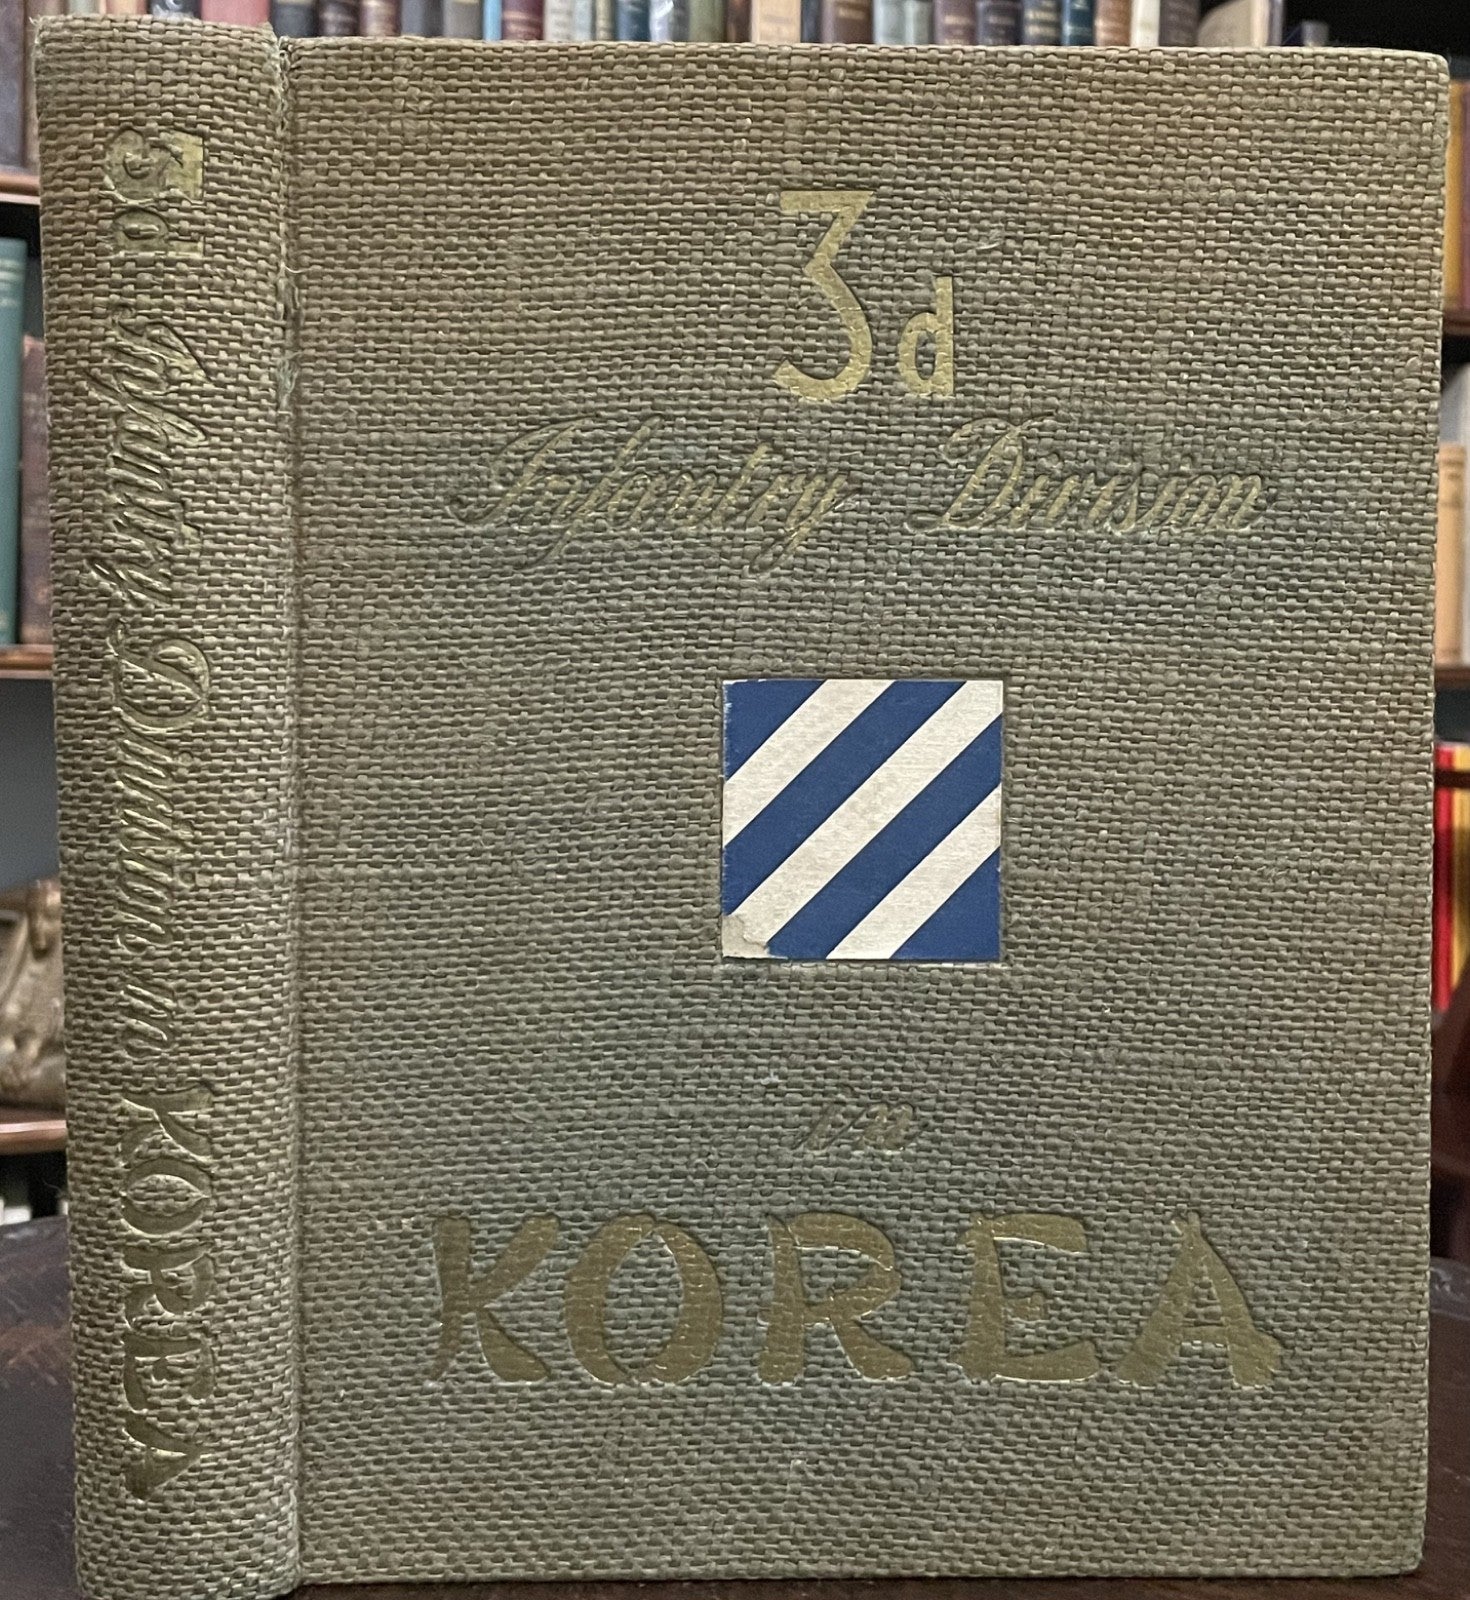 3d Infantry Division in KOREA
3d
Infantry Division
in
KOREA